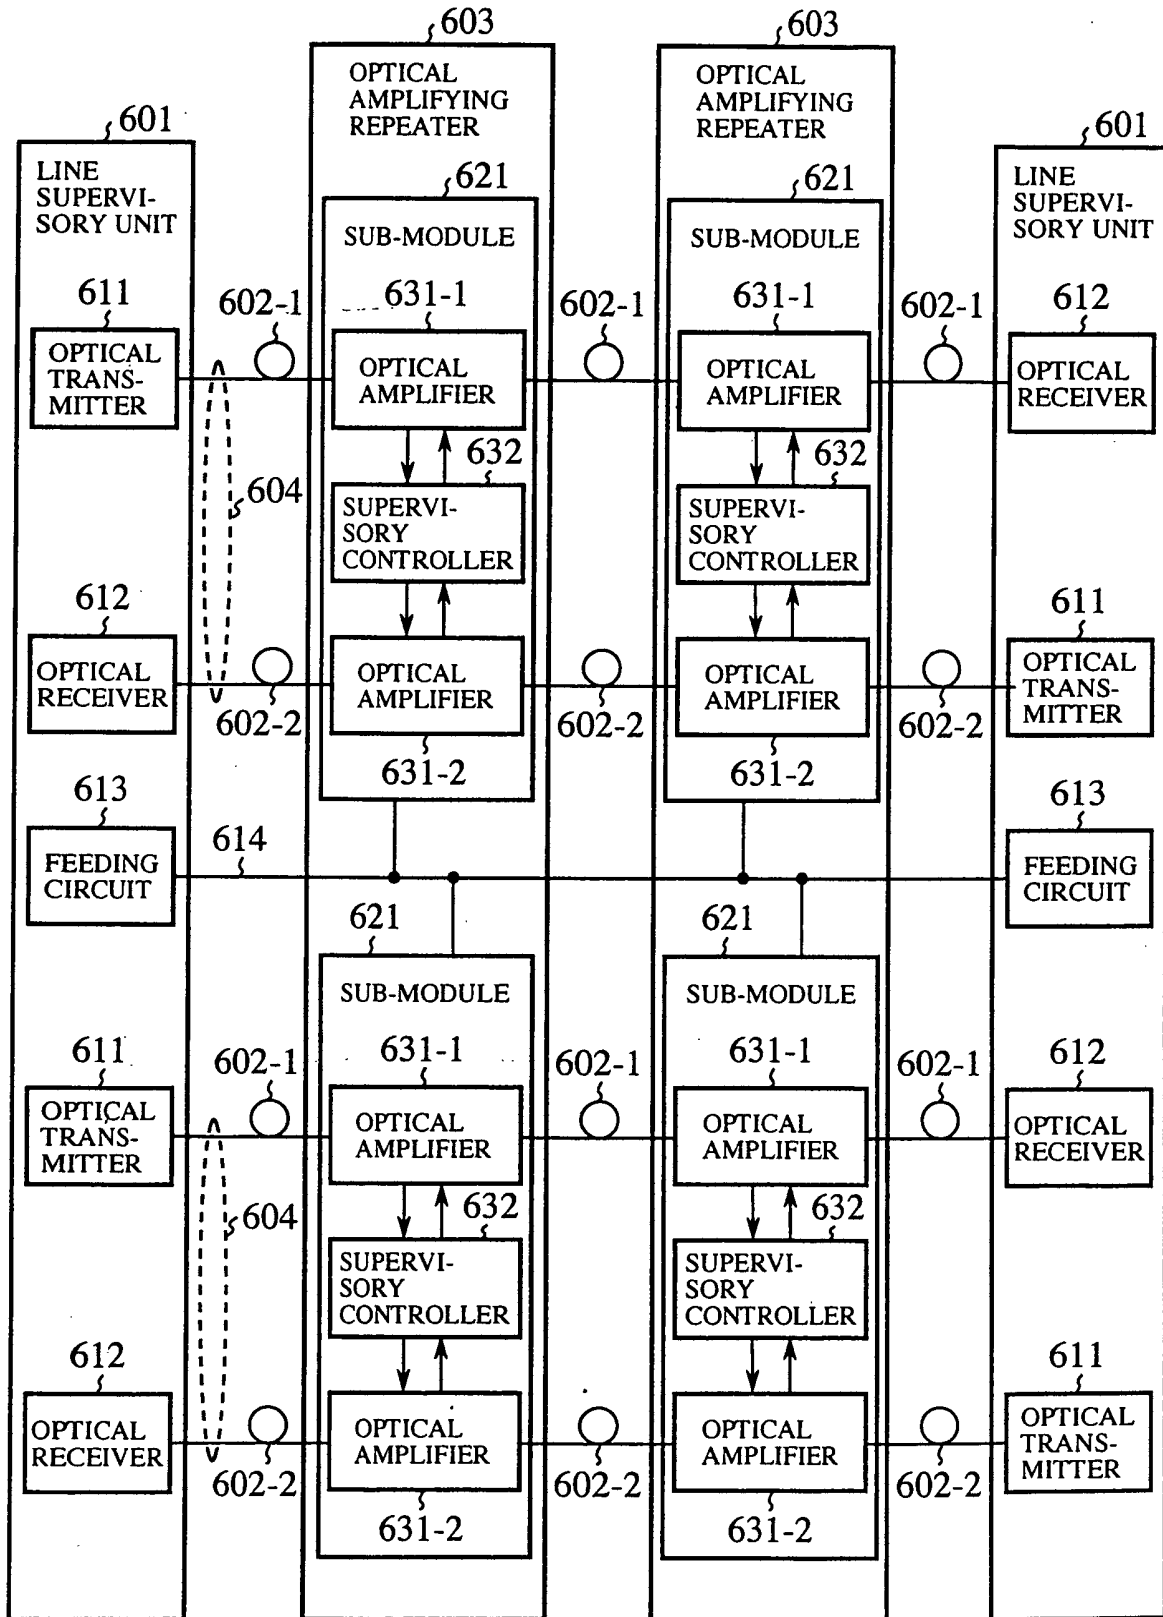 603
603
OPTICAL
AMPLIFYING
REPEATER
OPTICAL
AMPLIFYING
REPEATER
601
601
LINE
SUPERVI-
SORY UNIT
LINE
SUPERVI-
SORY UNIT
621
621
SUB-MODULE
SUB-MODULE
611
602-1
631-1
602-1
631-1
602-1
612
OPTICAL
TRANS-
MITTER
OPTICAL
AMPLIFIER
OPTICAL
AMPLIFIER
OPTICAL
RECEIVER
632
632
604
SUPERVI-
SORY
CONTROLLER
SUPERVI-
SORY
CONTROLLER
612
611
OPTICAL
RECEIVER
OPTICAL
AMPLIFIER
OPTICAL
AMPLIFIER
OPTICAL
TRANS-
MITTER
602-2
602-2
602-2
631-2
631-2
613
613
614
FEEDING
CIRCUIT
FEEDING
CIRCUIT
621
621
SUB-MODULE
SUB-MODULE
611
602-1
631-1
602-1
631-1
602-1
612
OPTICAL
TRANS-
MITTER
OPTICAL
AMPLIFIER
OPTICAL
AMPLIFIER
OPTICAL
RECEIVER
632
632
604
SUPERVI-
SORY
CONTROLLER
SUPERVI-
SORY
CONTROLLER
612
611
OPTICAL
RECEIVER
OPTICAL
AMPLIFIER
OPTICAL
AMPLIFIER
OPTICAL
TRANS-
MITTER
602-2
602-2
602-2
631-2
631-2